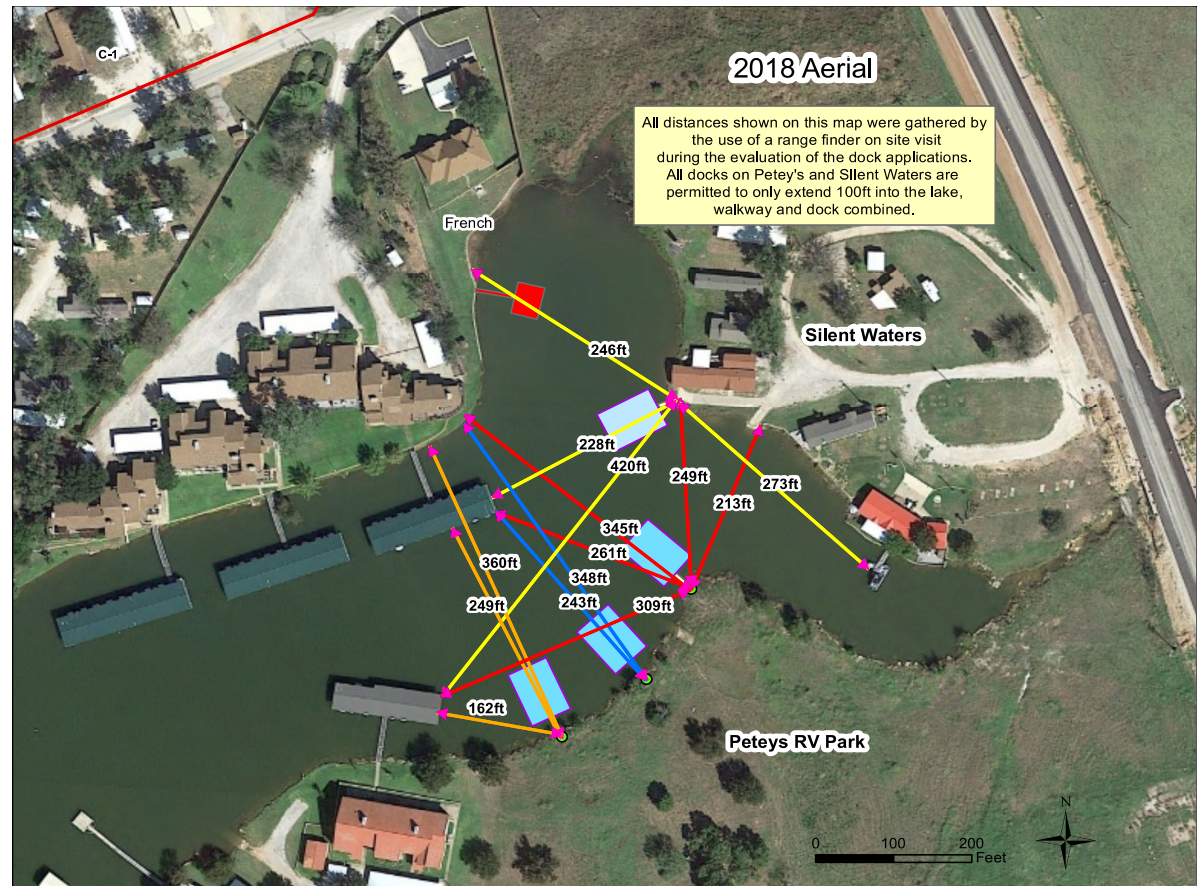 C-1
2018 Aerial
All distances shown on this map were gathered by
the use of a range finder on site visit
during the evaluation of the dock applications.
All docks on Petey's and SIlent Waters are
permitted to only extend 100ft into the lake,
walkway and dock combined.
French
Silent Waters
246ft
228ft
420ft
249ft
213ft
273ft
345ft
261ft
360ft
348ft
249ft
243ft
309ft
162ft
Peteys RV Park
N
0 100 200
Feet